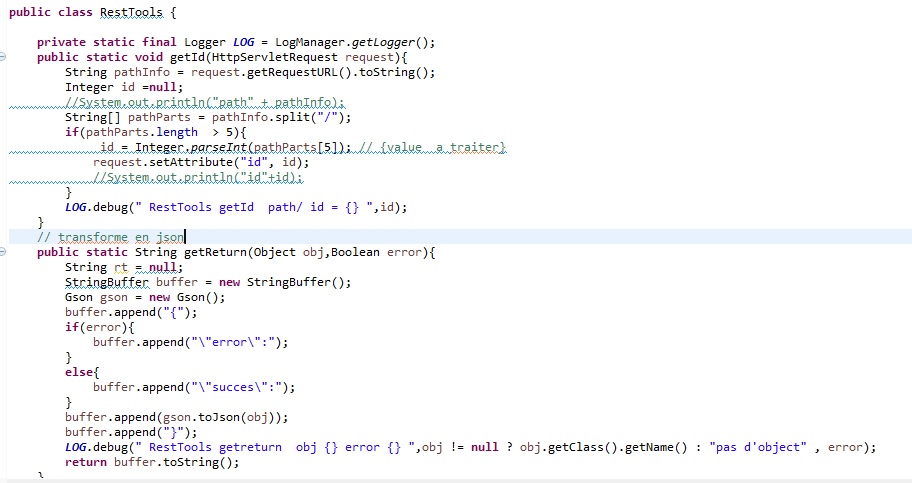 public class RestTools {
private static final Logger LOG = LogManager.getLogger();
public static void getId(HttpServletRequest request){
String pathInfo = request.getRequestURL().toString();
Integer id =null;
//System.out.println("path" + pathInfo);
String[] pathParts = pathInfo.split("/");
if(pathParts.length  > 5){
id = Integer.parseInt(pathParts[5]); // {value  a traiter}
request.setAttribute("id", id);
//System.out.println("id"+id);
}
LOG.debug(" RestTools getId  path/ id = {} ",id);
}
// transforme en json
public static String getReturn(Object obj,Boolean error){
String rt = null;
StringBuffer buffer = new StringBuffer();
Gson gson = new Gson();
buffer.append("{");
if(error){
buffer.append("\"error\":");
}
else{
buffer.append("\"succes\":");
}
buffer.append(gson.toJson(obj));
buffer.append("}");
LOG.debug(" RestTools getreturn  obj {} error {} ",obj != null ? obj.getClass().getName() : "pas d'object" , error);
return buffer.toString();